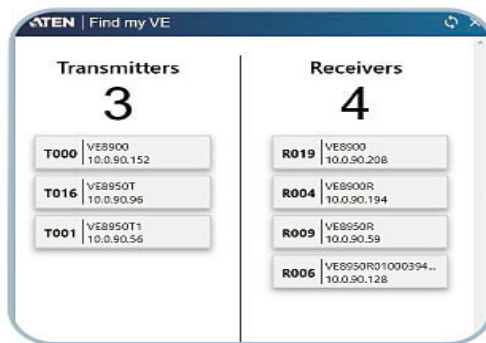 ATEN | Find my VE
Transmitters
3
T000 VE8900
10.0.90.152
T016 VE8950T
10.0.90.96
T001 VE8950T1
10.0.90.56
Receivers
4
R019 VE8900
10.0.90.208
R004 VE8900R
10.0.90.194
R009 VE8950R
10.0.90.59
R006 VE8950R01000394...
10.0.90.128